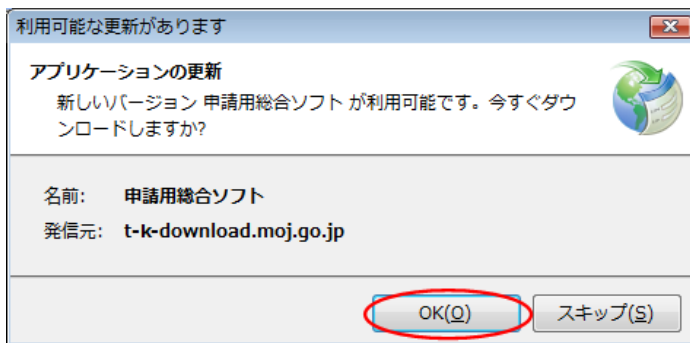 利用可能な更新があります
アプリケーションの更新
新しいバージョン 申請用総合ソフト が利用可能です。今すぐダウ
ンロードしますか?
名前: 申請用総合ソフト
発信元: t-k-download.moj.go.jp
OK(O) スキップ(S)